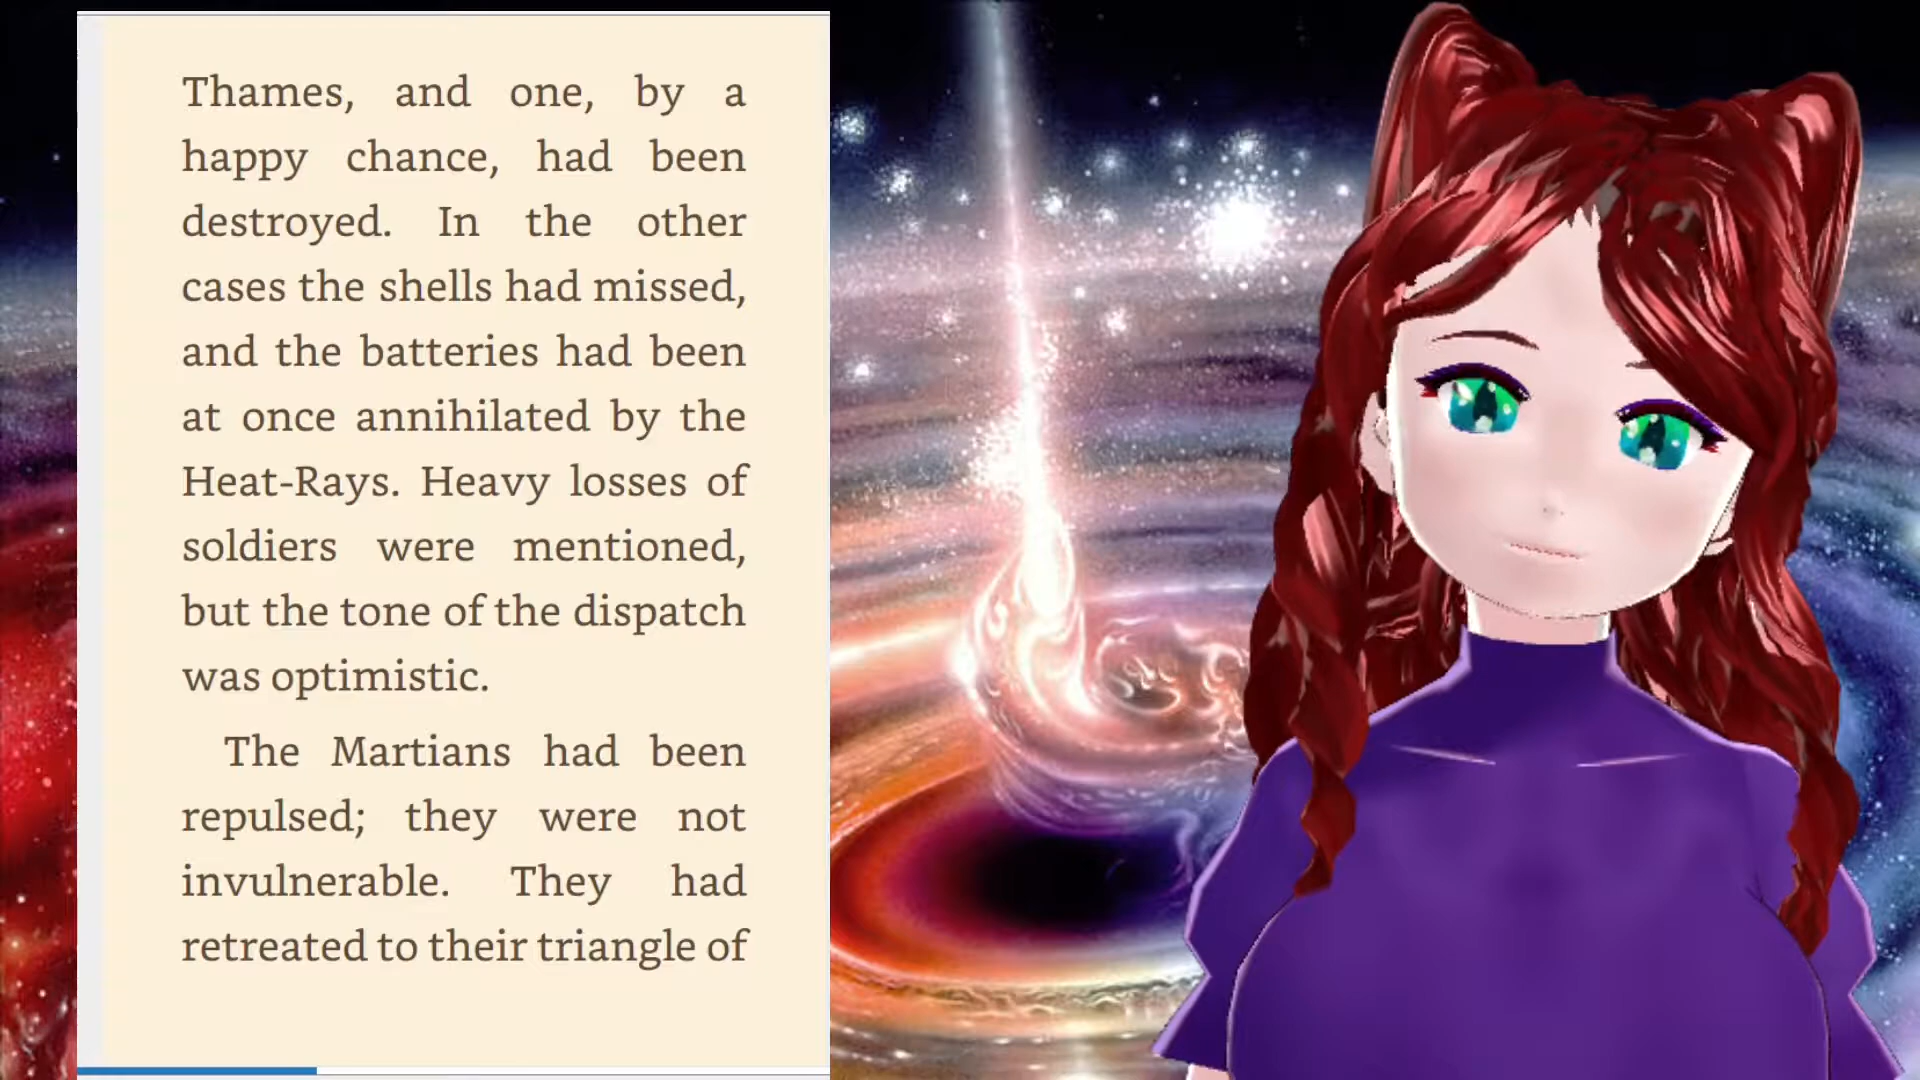 Thames, and one, by a
happy chance, had been
destroyed. In the other
cases the shells had missed,
and the batteries had been
at once annihilated by the
Heat-Rays. Heavy losses of
soldiers were mentioned,
but the tone of the dispatch
was optimistic.
The Martians had been
repulsed; they were not
invulnerable. They had
retreated to their triangle of